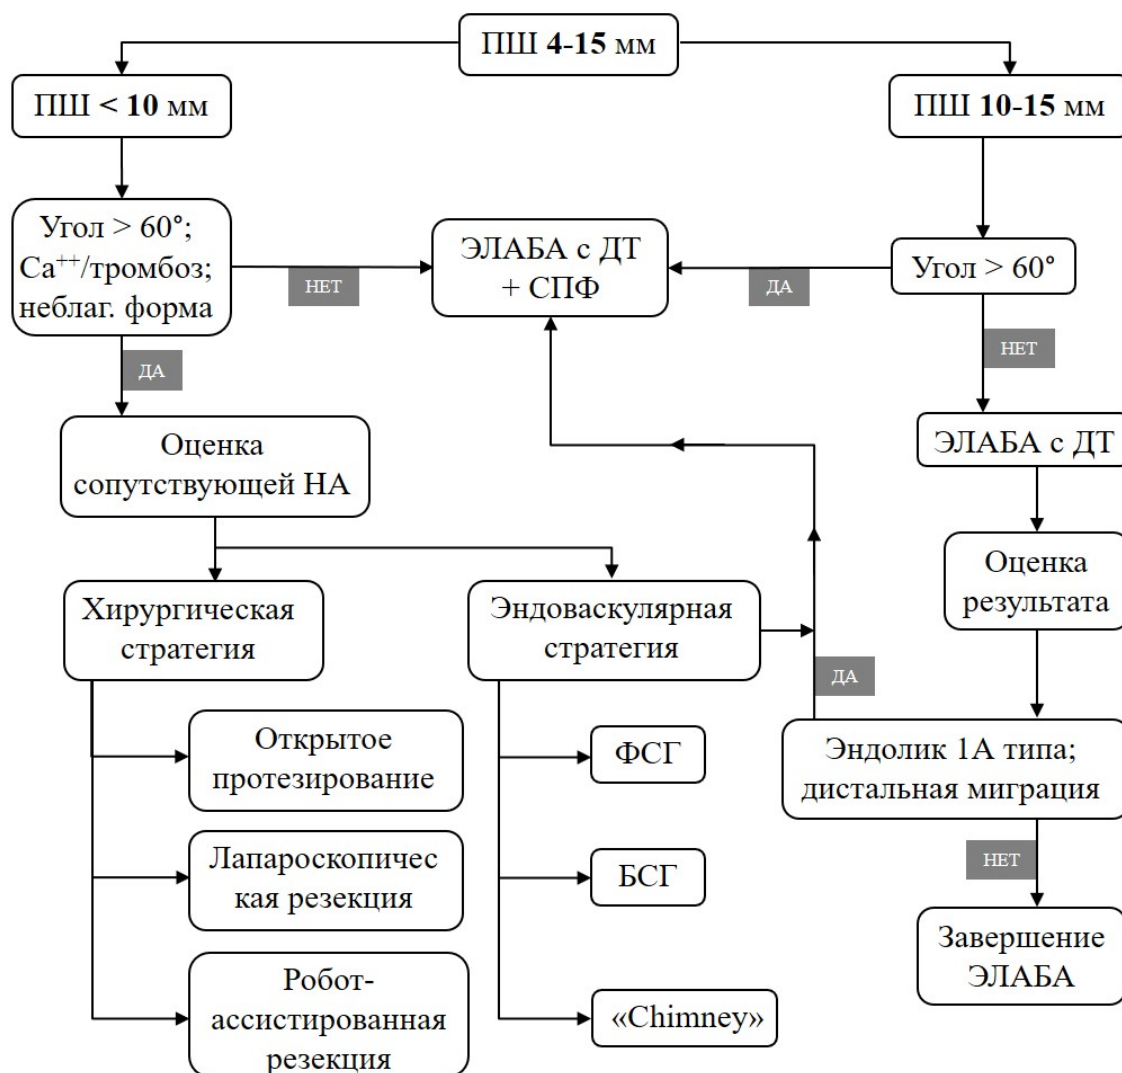 ПШ 4-15 мм
ПШ < 10 мм
ПШ 10-15 мм
Угол > 60°;
Ca⁺⁺/тромбоз;
неблаг. форма
НЕТ
ЭЛАБА с ДТ
+ СПФ
ДА
Угол > 60°
ДА
НЕТ
Оценка
сопутствующей НА
ЭЛАБА с ДТ
Оценка
результата
Хирургическая
стратегия
Эндоваскулярная
стратегия
ДА
Открытое
протезирование
ФСГ
Эндолик 1А типа;
дистальная миграция
Лапароскопичес
кая резекция
БСГ
НЕТ
Завершение
ЭЛАБА
Робот-
ассистированная
резекция
«Chimney»